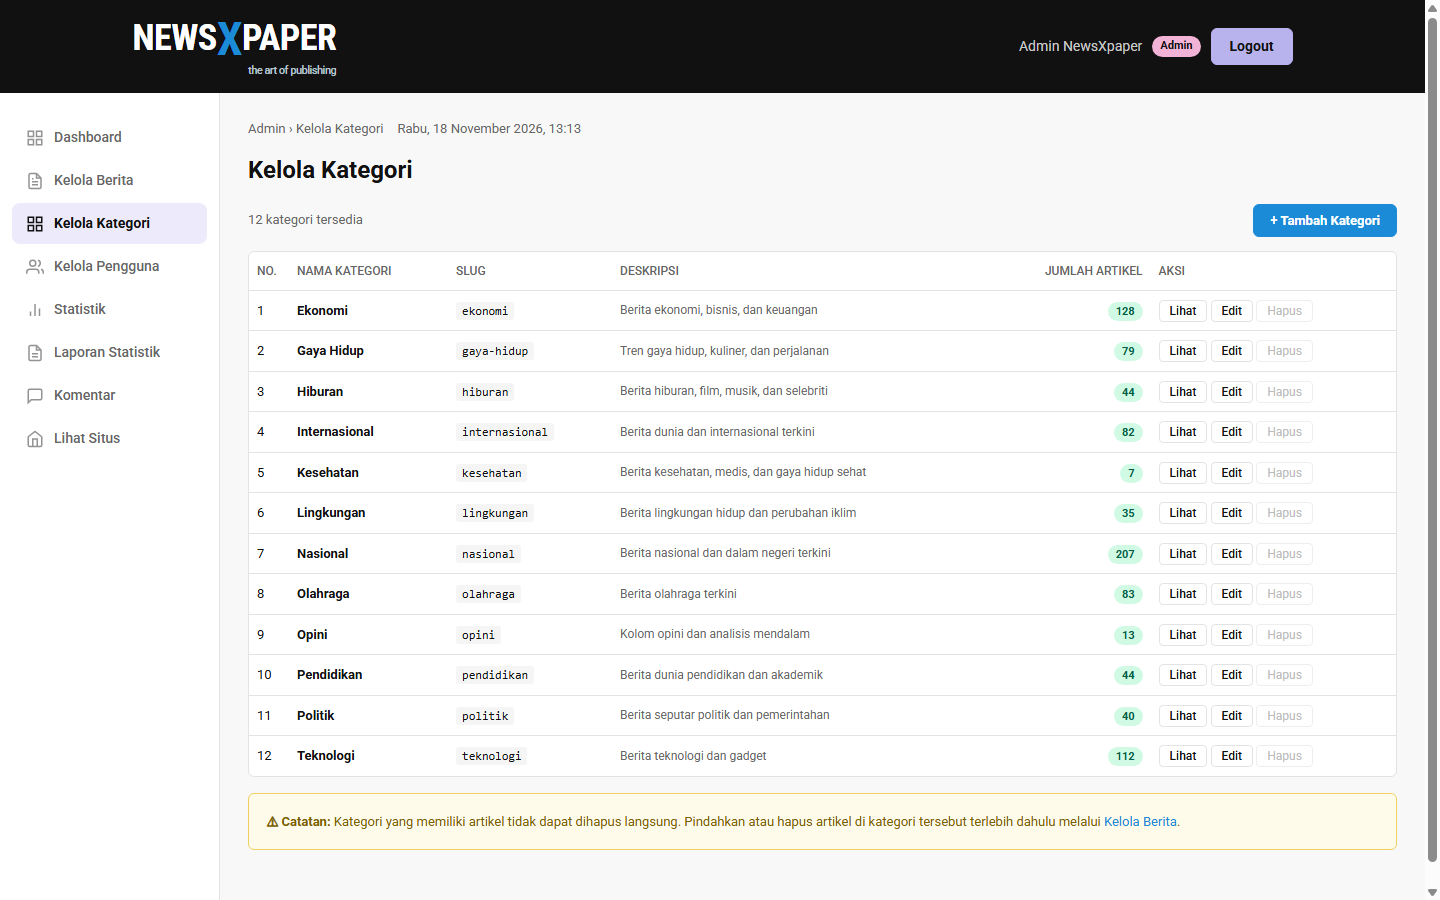 NEWSXPAPER
the art of publishing
Admin NewsXpaper Admin Logout
Dashboard
Kelola Berita
Kelola Kategori
Kelola Pengguna
Statistik
Laporan Statistik
Komentar
Lihat Situs
Admin › Kelola Kategori Rabu, 18 November 2026, 13:13
Kelola Kategori
12 kategori tersedia
+ Tambah Kategori
NO. NAMA KATEGORI SLUG DESKRIPSI JUMLAH ARTIKEL AKSI
1 Ekonomi ekonomi Berita ekonomi, bisnis, dan keuangan 128 Lihat Edit Hapus
2 Gaya Hidup gaya-hidup Tren gaya hidup, kuliner, dan perjalanan 79 Lihat Edit Hapus
3 Hiburan hiburan Berita hiburan, film, musik, dan selebriti 44 Lihat Edit Hapus
4 Internasional internasional Berita dunia dan internasional terkini 82 Lihat Edit Hapus
5 Kesehatan kesehatan Berita kesehatan, medis, dan gaya hidup sehat 7 Lihat Edit Hapus
6 Lingkungan lingkungan Berita lingkungan hidup dan perubahan iklim 35 Lihat Edit Hapus
7 Nasional nasional Berita nasional dan dalam negeri terkini 207 Lihat Edit Hapus
8 Olahraga olahraga Berita olahraga terkini 83 Lihat Edit Hapus
9 Opini opini Kolom opini dan analisis mendalam 13 Lihat Edit Hapus
10 Pendidikan pendidikan Berita dunia pendidikan dan akademik 44 Lihat Edit Hapus
11 Politik politik Berita seputar politik dan pemerintahan 40 Lihat Edit Hapus
12 Teknologi teknologi Berita teknologi dan gadget 112 Lihat Edit Hapus
⚠ Catatan: Kategori yang memiliki artikel tidak dapat dihapus langsung. Pindahkan atau hapus artikel di kategori tersebut terlebih dahulu melalui Kelola Berita.